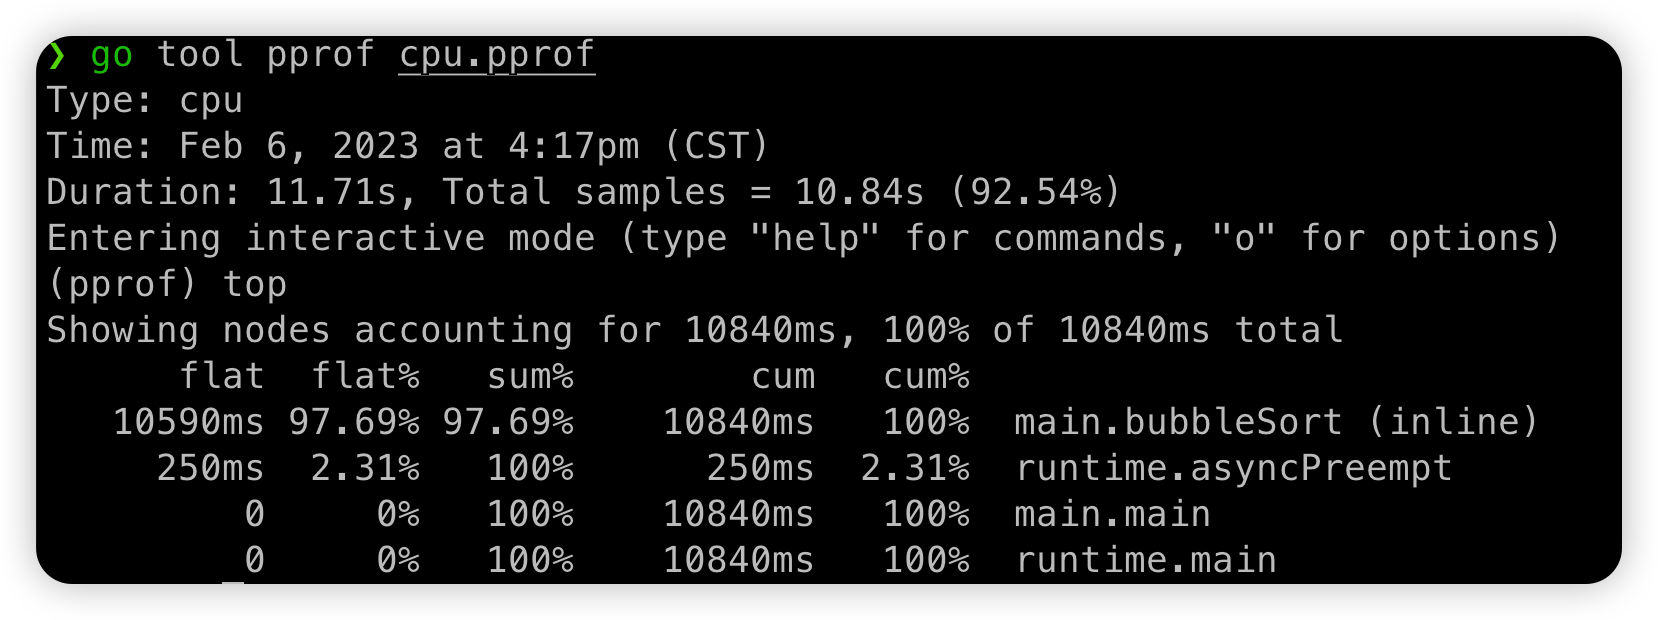 ❯ go tool pprof cpu.pprof
Type: cpu
Time: Feb 6, 2023 at 4:17pm (CST)
Duration: 11.71s, Total samples = 10.84s (92.54%)
Entering interactive mode (type "help" for commands, "o" for options)
(pprof) top
Showing nodes accounting for 10840ms, 100% of 10840ms total
      flat  flat%   sum%        cum   cum%
   10590ms 97.69% 97.69%    10840ms   100%  main.bubbleSort (inline)
     250ms  2.31%   100%      250ms  2.31%  runtime.asyncPreempt
         0     0%   100%    10840ms   100%  main.main
         0     0%   100%    10840ms   100%  runtime.main